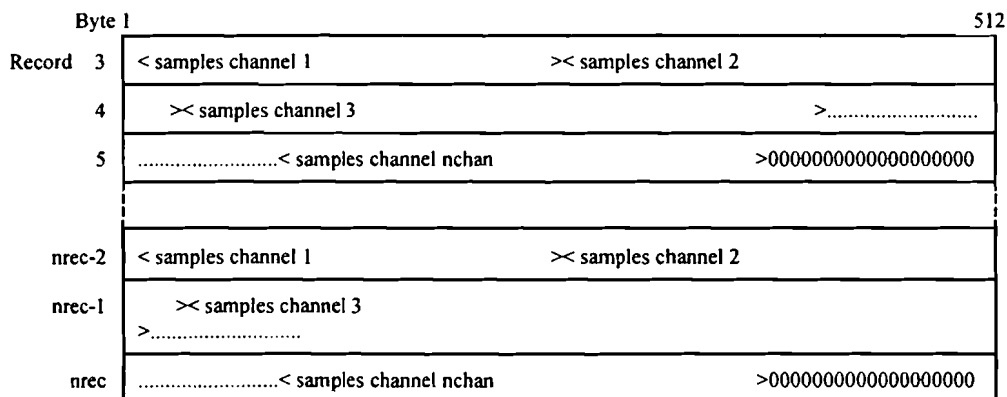 Byte 1 512
Record 3 < samples channel 1 >< samples channel 2
4 >< samples channel 3 >............................
5 .........................< samples channel nchan >0000000000000000000
nrec-2 < samples channel 1 >< samples channel 2
nrec-1 >< samples channel 3
>...........................
nrec .........................< samples channel nchan >0000000000000000000